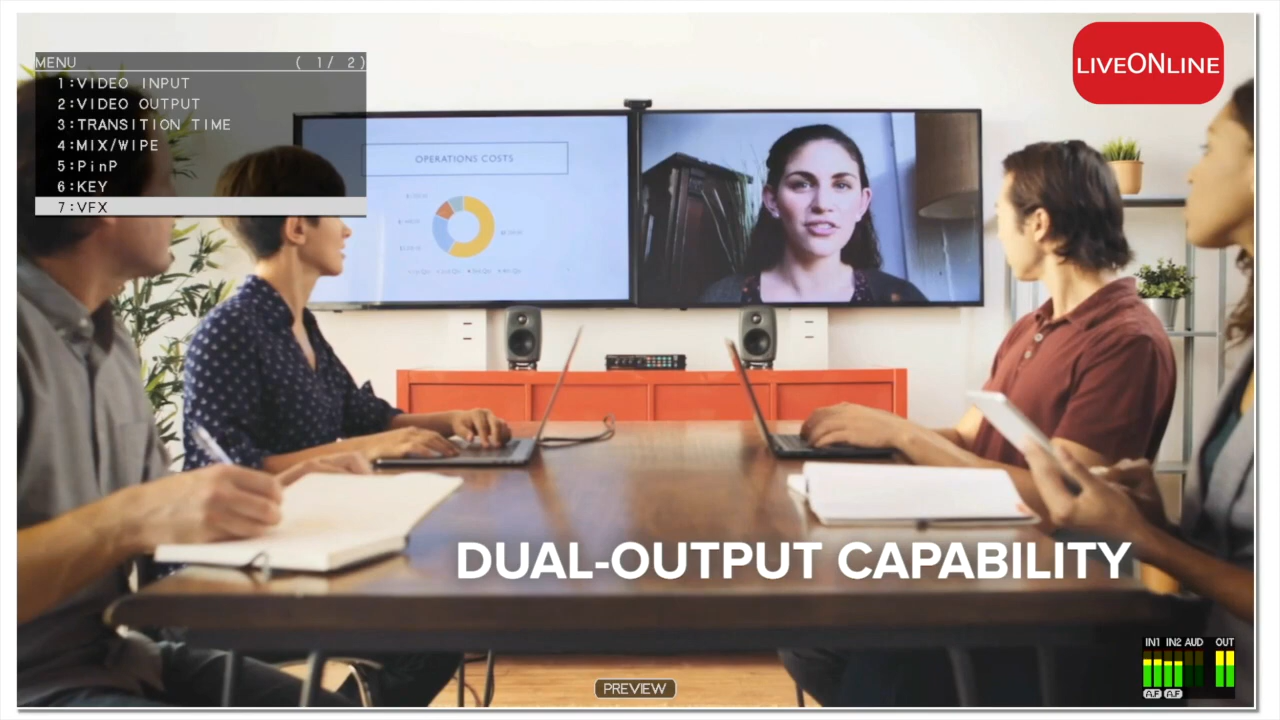 MENU ( 1/ 2)
1:VIDEO INPUT
2:VIDEO OUTPUT
3:TRANSITION TIME
4:MIX/WIPE
5:PinP
6:KEY
7:VFX
LIVEONLINE
OPERATIONS COSTS
DUAL-OUTPUT CAPABILITY
IN1 IN2 AUD OUT
A.F A.F
PREVIEW